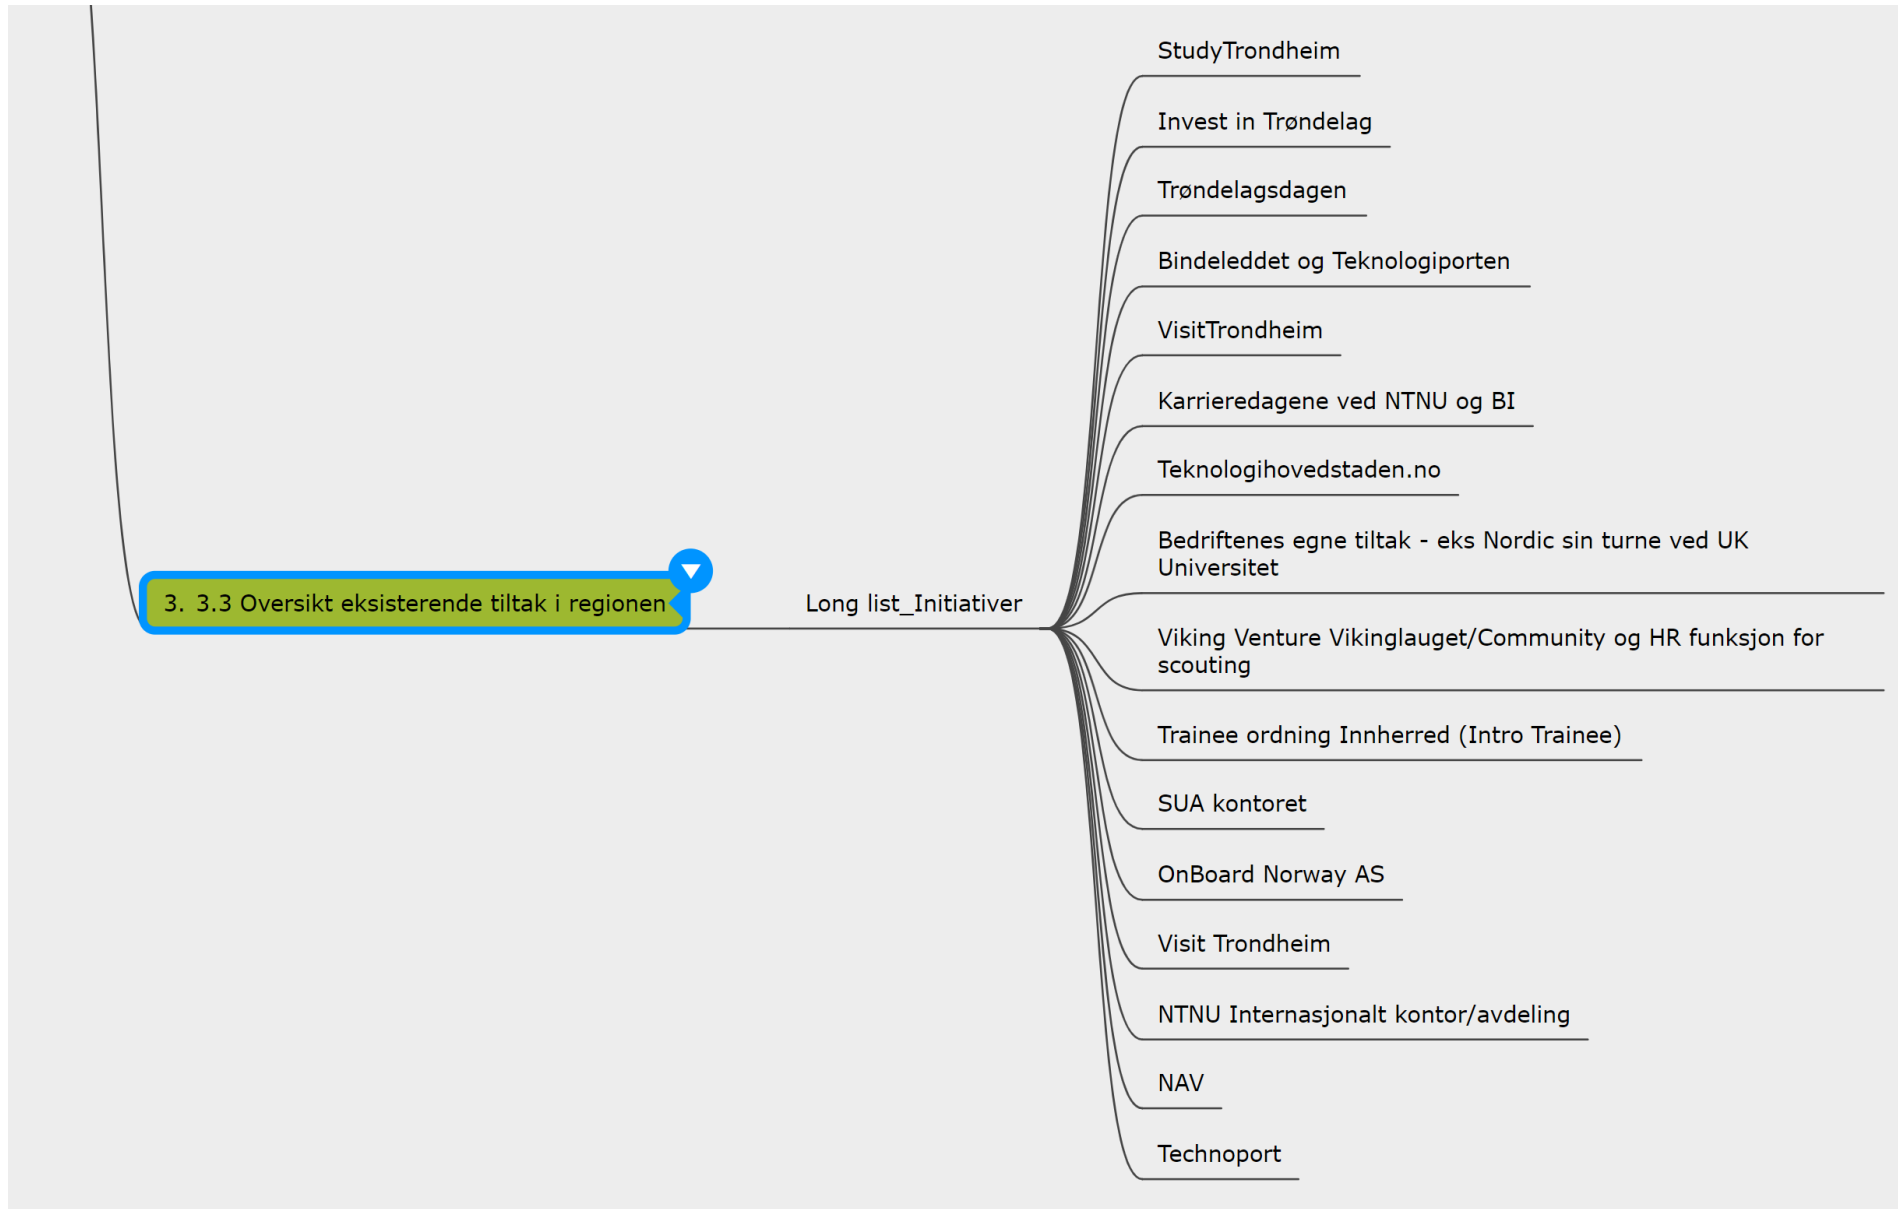 StudyTrondheim
Invest in Trøndelag
Trøndelagsdagen
Bindeleddet og Teknologiporten
VisitTrondheim
Karrieredagene ved NTNU og BI
Teknologihovedstaden.no
Bedriftenes egne tiltak - eks Nordic sin turne ved UK
Universitet
3. 3.3 Oversikt eksisterende tiltak i regionen
Long list_Initiativer
Viking Venture Vikinglauget/Community og HR funksjon for
scouting
Trainee ordning Innherred (Intro Trainee)
SUA kontoret
OnBoard Norway AS
Visit Trondheim
NTNU Internasjonalt kontor/avdeling
NAV
Technoport